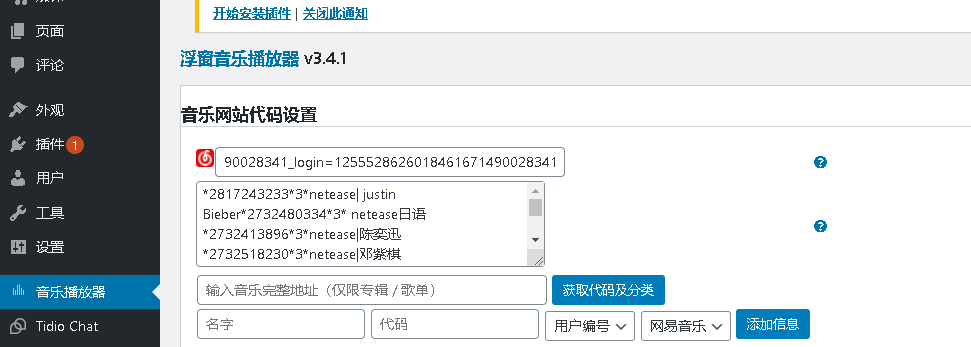 开始安装插件 | 关闭此通知
页面
浮窗音乐播放器 v3.4.1
评论
外观
音乐网站代码设置
插件 1
90028341_login=1255528626018461671490028341
用户
*2817243233*3*netease| justin
Bieber*2732480334*3* netease日语
工具
*2732413896*3*netease|陈奕迅
设置
*2732518230*3*netease|邓紫棋
音乐播放器
输入音乐完整地址（仅限专辑 / 歌单） 获取代码及分类
Tidio Chat
名字 代码 用户编号 网易音乐 添加信息